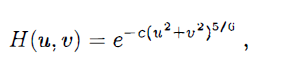 H(u, v) = e^{-c(u^2+v^2)^{5/6}} ,